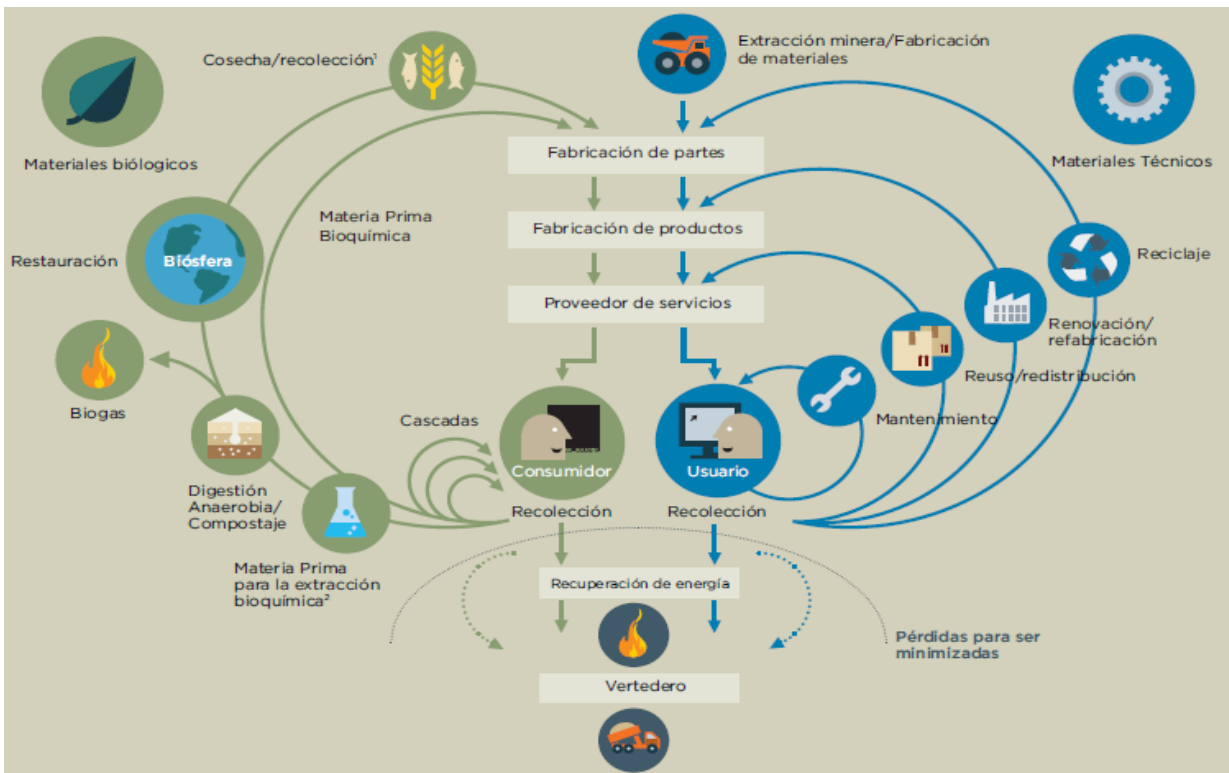 Cosecha/recolección¹
Extracción minera/Fabricación
de materiales
Materiales biólogicos
Materiales Técnicos
Fabricación de partes
Materia Prima
Bioquímica
Fabricación de productos
Restauración
Biósfera
Reciclaje
Proveedor de servicios
Renovación/
refabricación
Reuso/redistribución
Biogas
Cascadas
Mantenimiento
Consumidor
Usuario
Digestión
Anaerobia/
Compostaje
Recolección
Recolección
Materia Prima
para la extracción
bioquímica²
Recuperación de energía
Pérdidas para ser
minimizadas
Vertedero